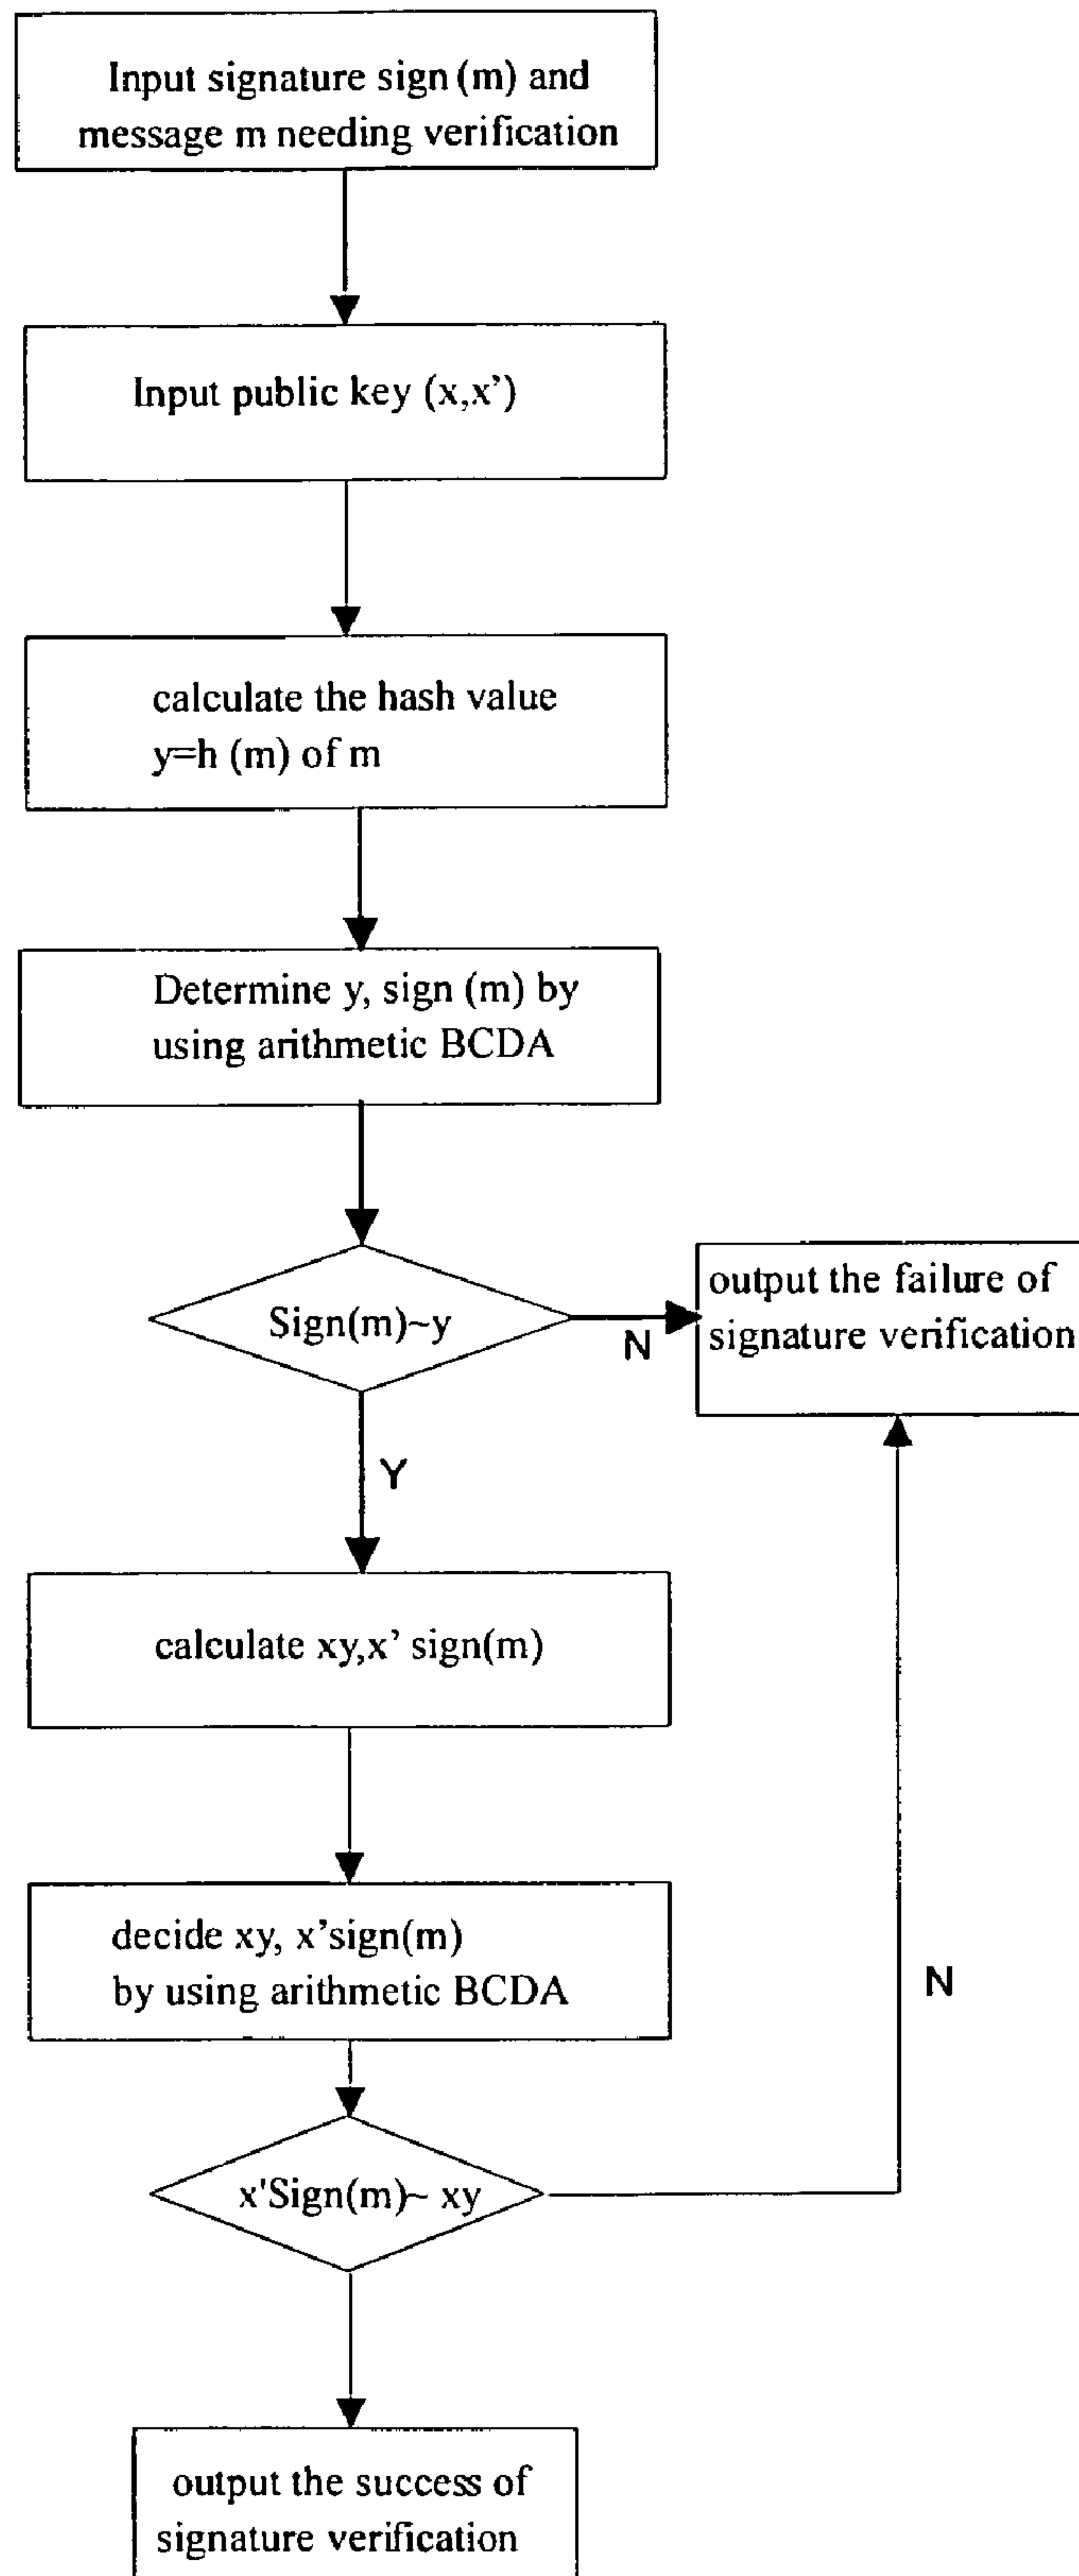 Input signature sign (m) and
message m needing verification
Input public key (x,x’)
calculate the hash value
y=h (m) of m
Determine y, sign (m) by
using arithmetic BCDA
Sign(m)~y
N
output the failure of
signature verification
Y
calculate xy,x’ sign(m)
decide xy, x’sign(m)
by using arithmetic BCDA
N
x'Sign(m)~ xy
output the success of
signature verification